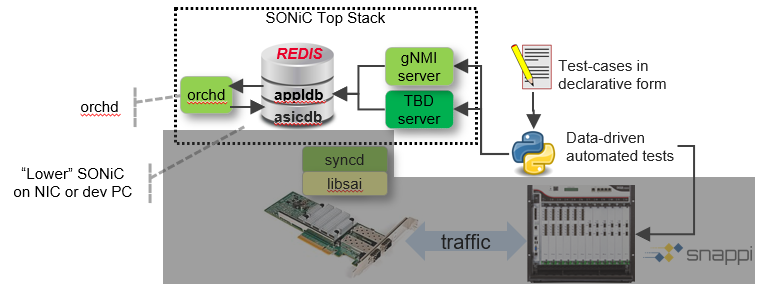 SONiC Top Stack
REDIS
gNMI
server
orchd
appldb
TBD
server
asicdb
Test-cases in
declarative form
orchd
Data-driven
automated tests
syncd
libsai
“Lower” SONiC
on NIC or dev PC
traffic
snappi